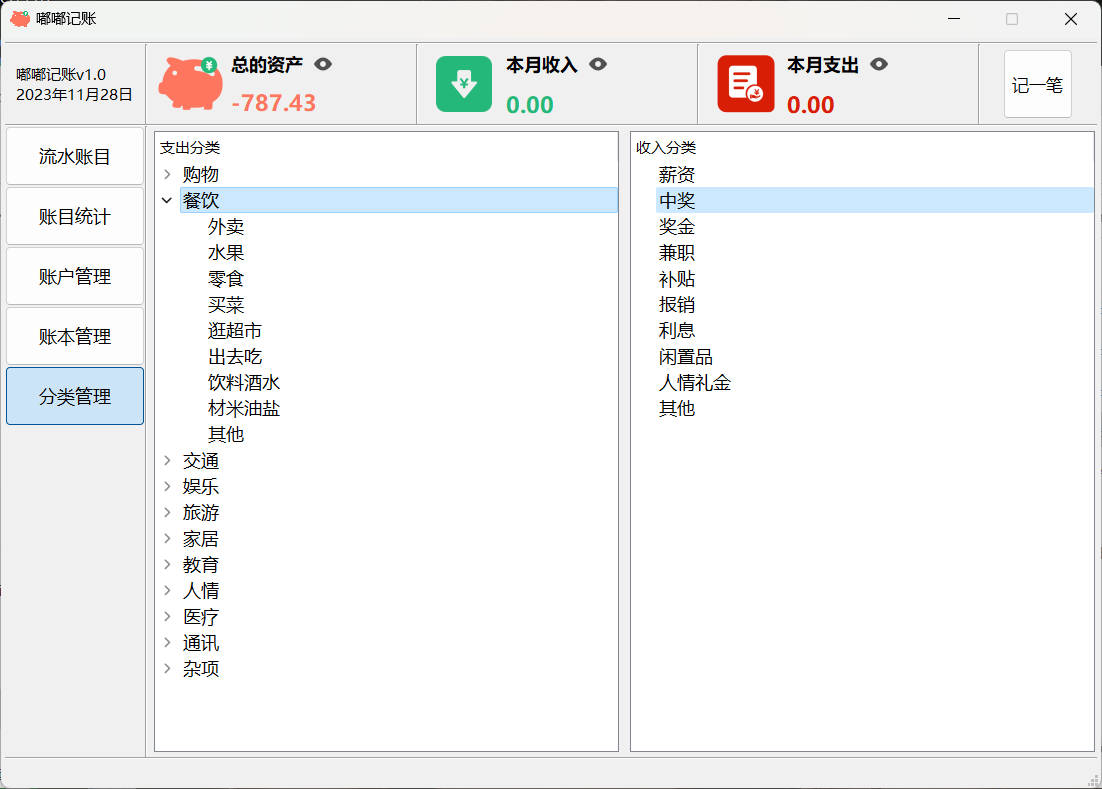 嘟嘟记账
嘟嘟记账v1.0
2023年11月28日
总的资产
-787.43
本月收入
0.00
本月支出
0.00
记一笔
流水账目
账目统计
账户管理
账本管理
分类管理
支出分类
购物
餐饮
外卖
水果
零食
买菜
逛超市
出去吃
饮料酒水
材米油盐
其他
交通
娱乐
旅游
家居
教育
人情
医疗
通讯
杂项
收入分类
薪资
中奖
奖金
兼职
补贴
报销
利息
闲置品
人情礼金
其他